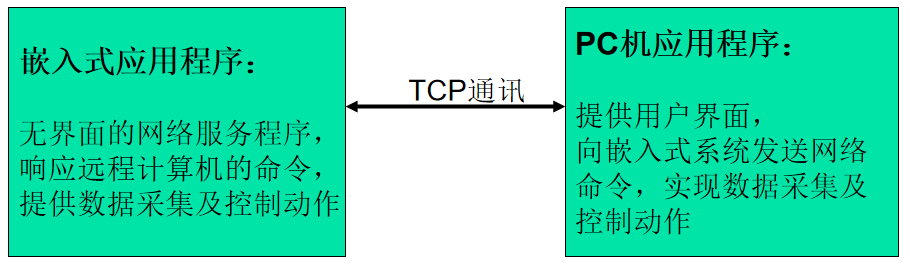 嵌入式应用程序：
无界面的网络服务程序，
响应远程计算机的命令，
提供数据采集及控制动作
TCP通讯
PC机应用程序：
提供用户界面，
向嵌入式系统发送网络
命令，实现数据采集及
控制动作